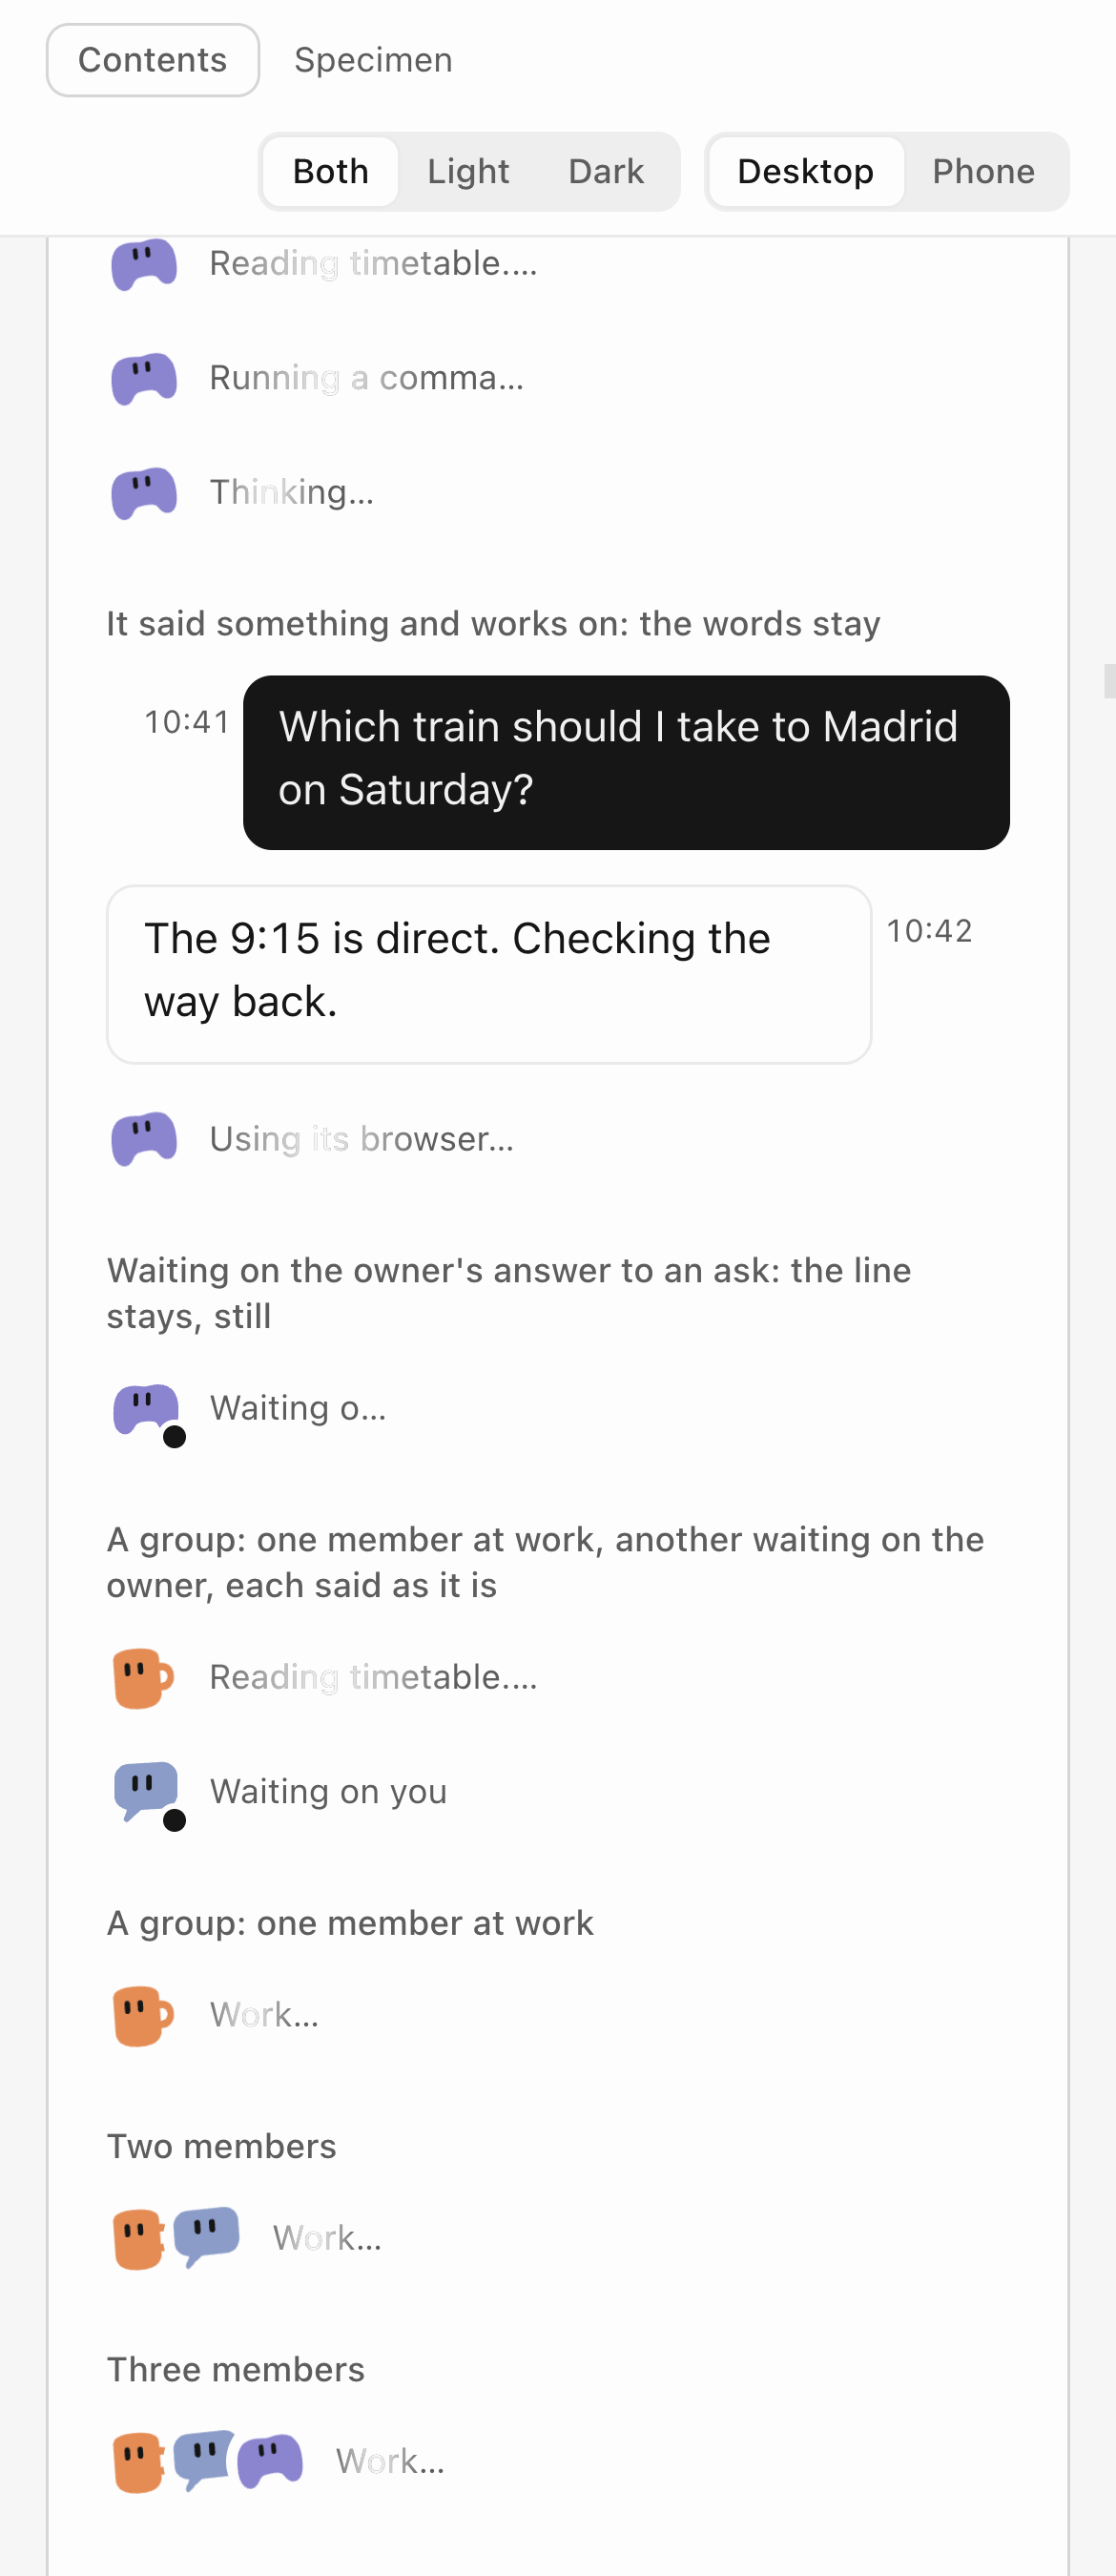 Contents Specimen
Both Light Dark Desktop Phone
Reading timetable....
Running a comma...
Thinking...
It said something and works on: the words stay
10:41
Which train should I take to Madrid
on Saturday?
The 9:15 is direct. Checking the
way back.
10:42
Using its browser...
Waiting on the owner's answer to an ask: the line
stays, still
Waiting o...
A group: one member at work, another waiting on the
owner, each said as it is
Reading timetable....
Waiting on you
A group: one member at work
Work...
Two members
Work...
Three members
Work...